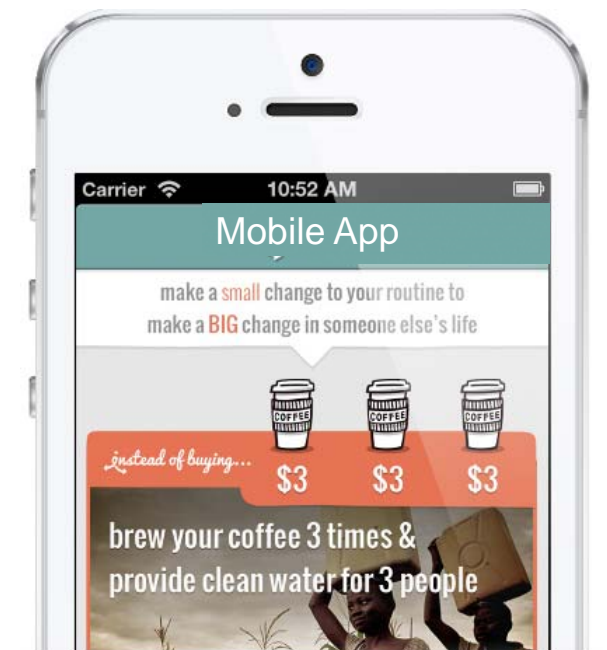 Carrier 10:52 AM
Mobile App
make a small change to your routine to
make a BIG change in someone else's life
COFFEE COFFEE COFFEE
instead of buying...
$3 $3 $3
brew your coffee 3 times &
provide clean water for 3 people